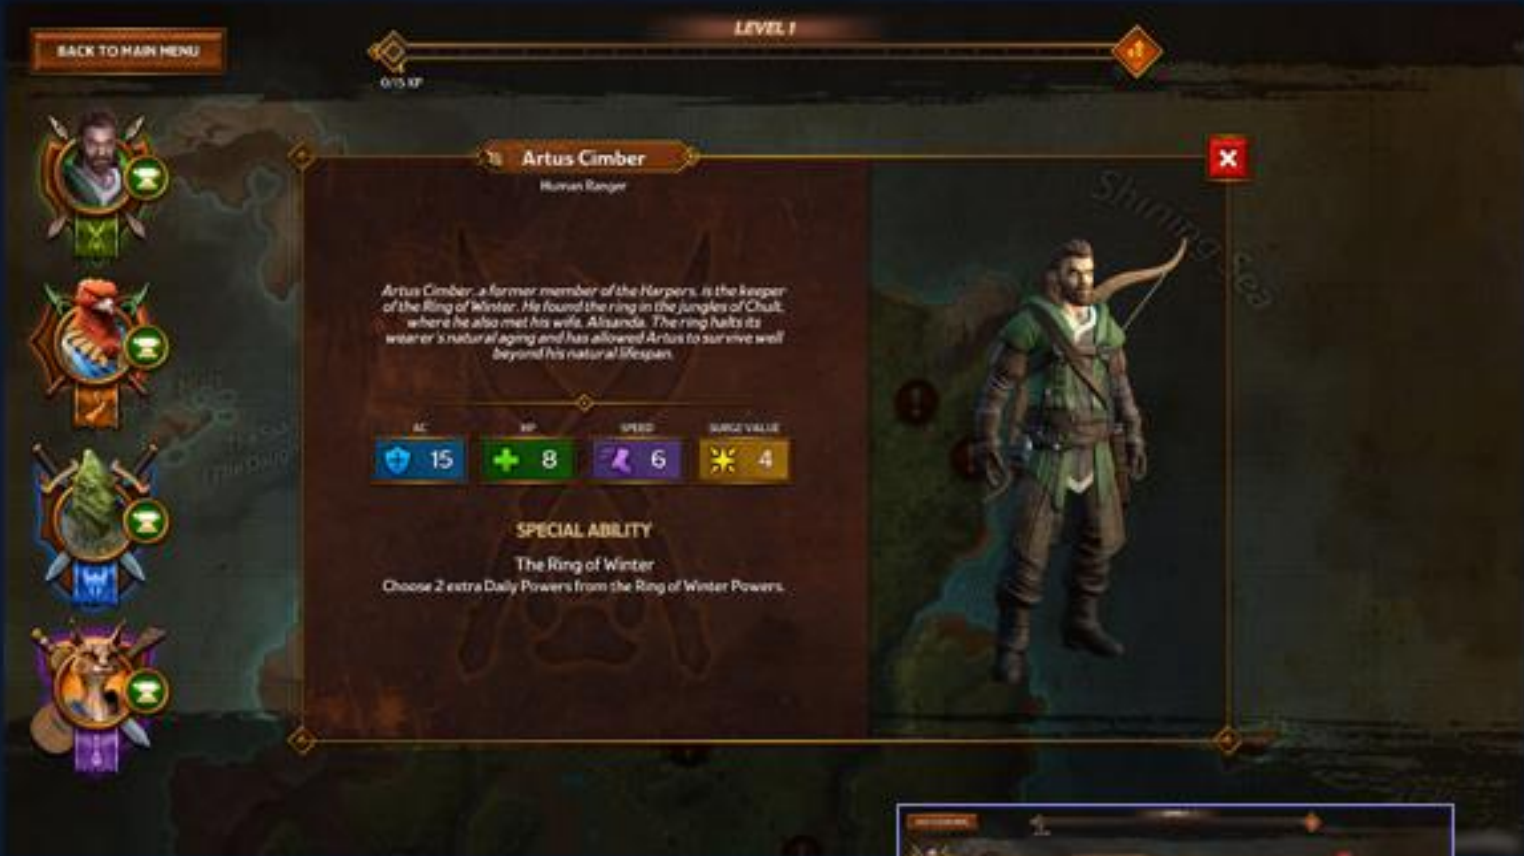 LEVEL 1
BACK TO MAIN MENU
0/15 XP
Artus Cimber
Human Ranger
Shining Sea
Artus Cimber, a former member of the Harpers, is the keeper
of the Ring of Winter. He found the ring in the jungles of Chult,
where he also met his wife, Alisanda. The ring halts its
wearer's natural aging and has allowed Artus to survive well
beyond his natural lifespan.
AC
HP
SPEED
SURGE VALUE
15
8
6
4
SPECIAL ABILITY
The Ring of Winter
Choose 2 extra Daily Powers from the Ring of Winter Powers.